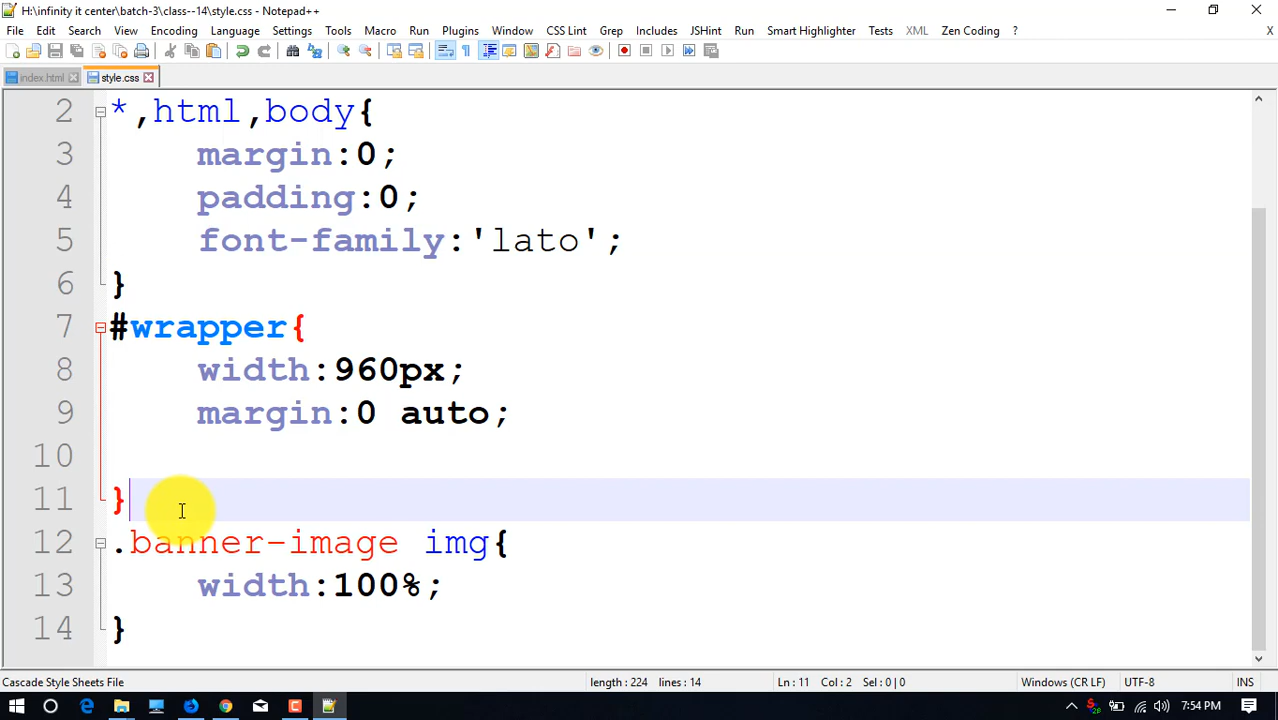 H:\infinity it center\batch-3\class--14\style.css - Notepad++
File Edit Search View Encoding Language Settings Tools Macro Run Plugins Window CSS Lint Grep Includes JSHint Run Smart Highlighter Tests XML Zen Coding ? X
index.html style.css
2 *,html,body{
3 margin:0;
4 padding:0;
5 font-family:'lato';
6 }
7 #wrapper{
8 width:960px;
9 margin:0 auto;
10
11 }
12 .banner-image img{
13 width:100%;
14 }
Cascade Style Sheets File length : 224 lines : 14 Ln : 11 Col : 2 Sel : 0 | 0 Windows (CR LF) UTF-8 INS
7:54 PM